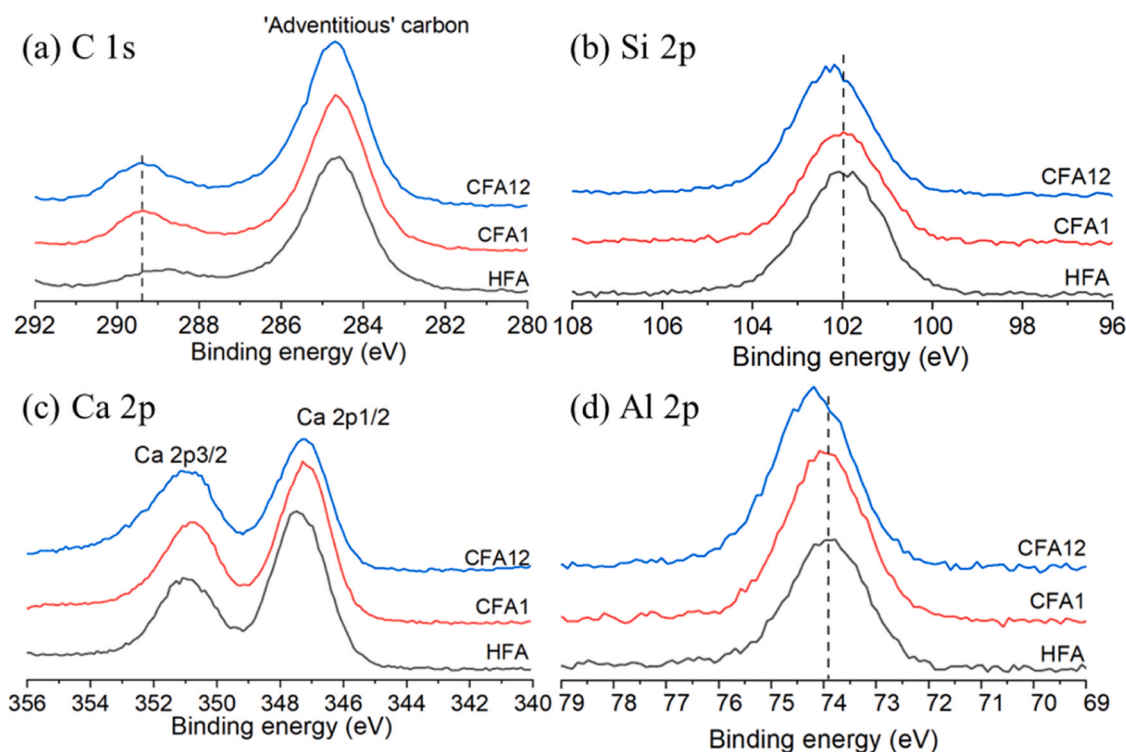 (a) C 1s
'Adventitious' carbon
CFA12
CFA1
HFA
292 290 288 286 284 282 280
Binding energy (eV)
(b) Si 2p
CFA12
CFA1
HFA
108 106 104 102 100 98 96
Binding energy (eV)
(c) Ca 2p
Ca 2p1/2
Ca 2p3/2
CFA12
CFA1
HFA
356 354 352 350 348 346 344 342 340
Binding energy (eV)
(d) Al 2p
CFA12
CFA1
HFA
79 78 77 76 75 74 73 72 71 70 69
Binding energy (eV)